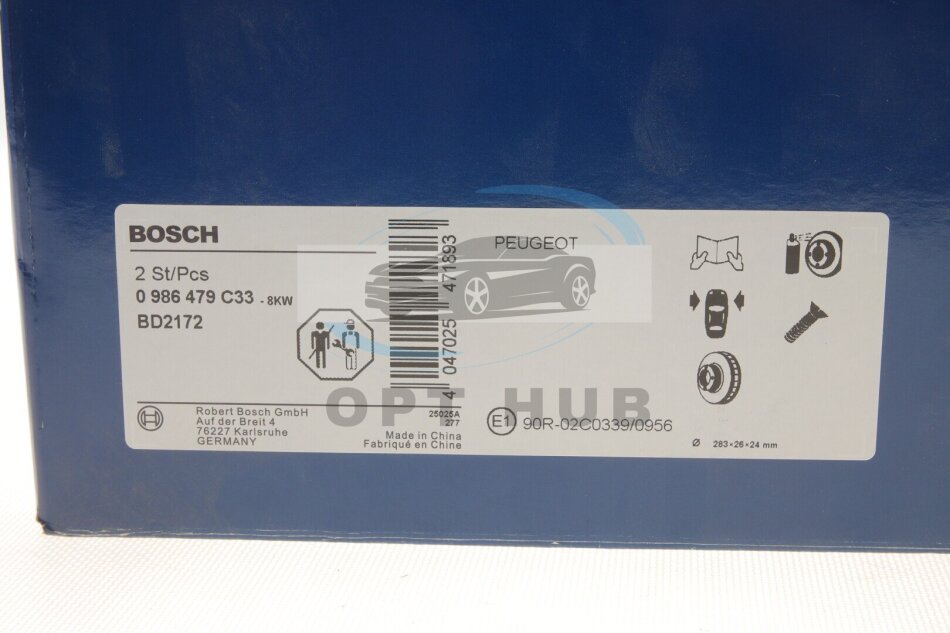 BOSCH
2 St/Pcs
0 986 479 C33 - 8KW
BD2172
4 047025 471893
PEUGEOT
Robert Bosch GmbH
Auf der Breit 4
76227 Karlsruhe
GERMANY
25025A
277
Made in China
Fabriqué en Chine
E1 90R-02C0339/0956
Ø 283×26×24 mm
OPT HUB